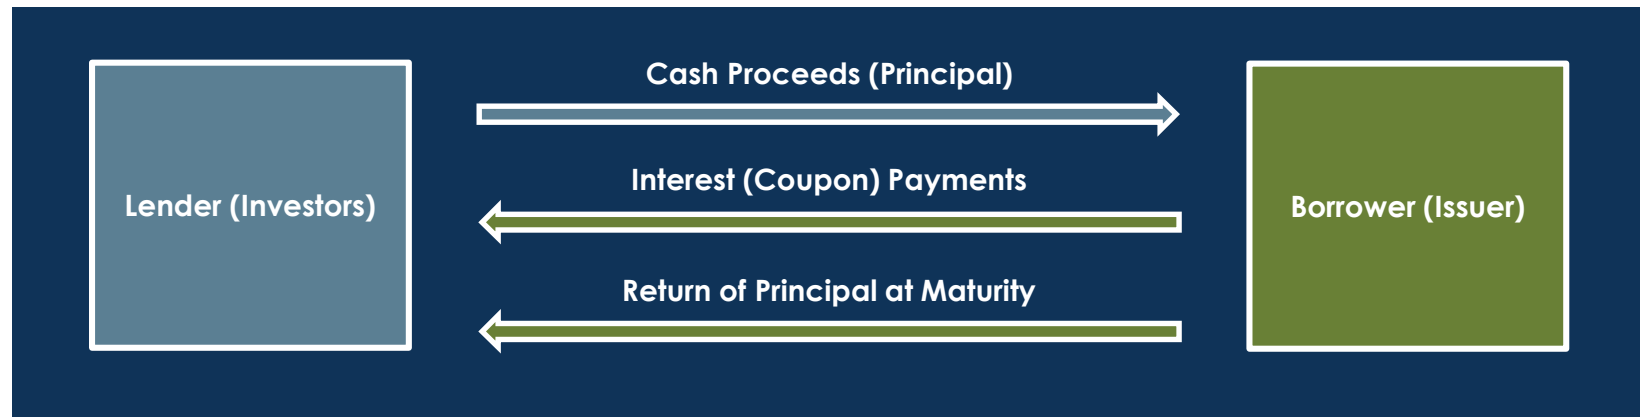 Cash Proceeds (Principal)
Lender (Investors)
Interest (Coupon) Payments
Borrower (Issuer)
Return of Principal at Maturity